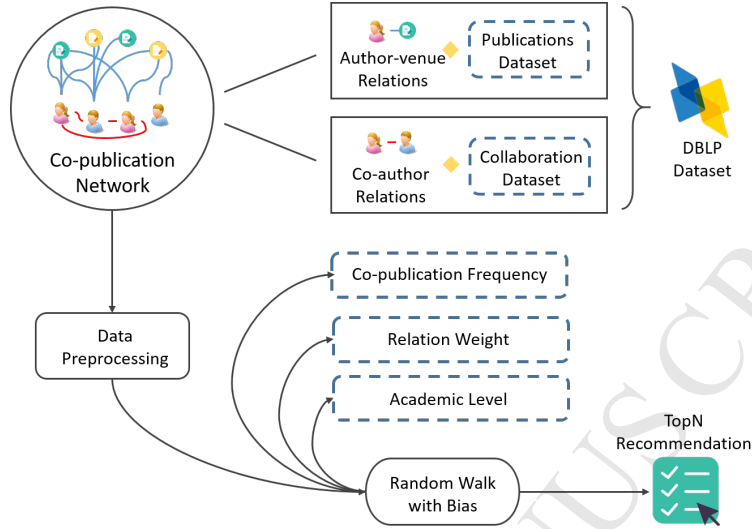 Co-publication
Network
Author-venue
Relations
Publications
Dataset
Co-author
Relations
Collaboration
Dataset
DBLP
Dataset
Data
Preprocessing
Co-publication Frequency
Relation Weight
Academic Level
Random Walk
with Bias
TopN
Recommendation
USCR